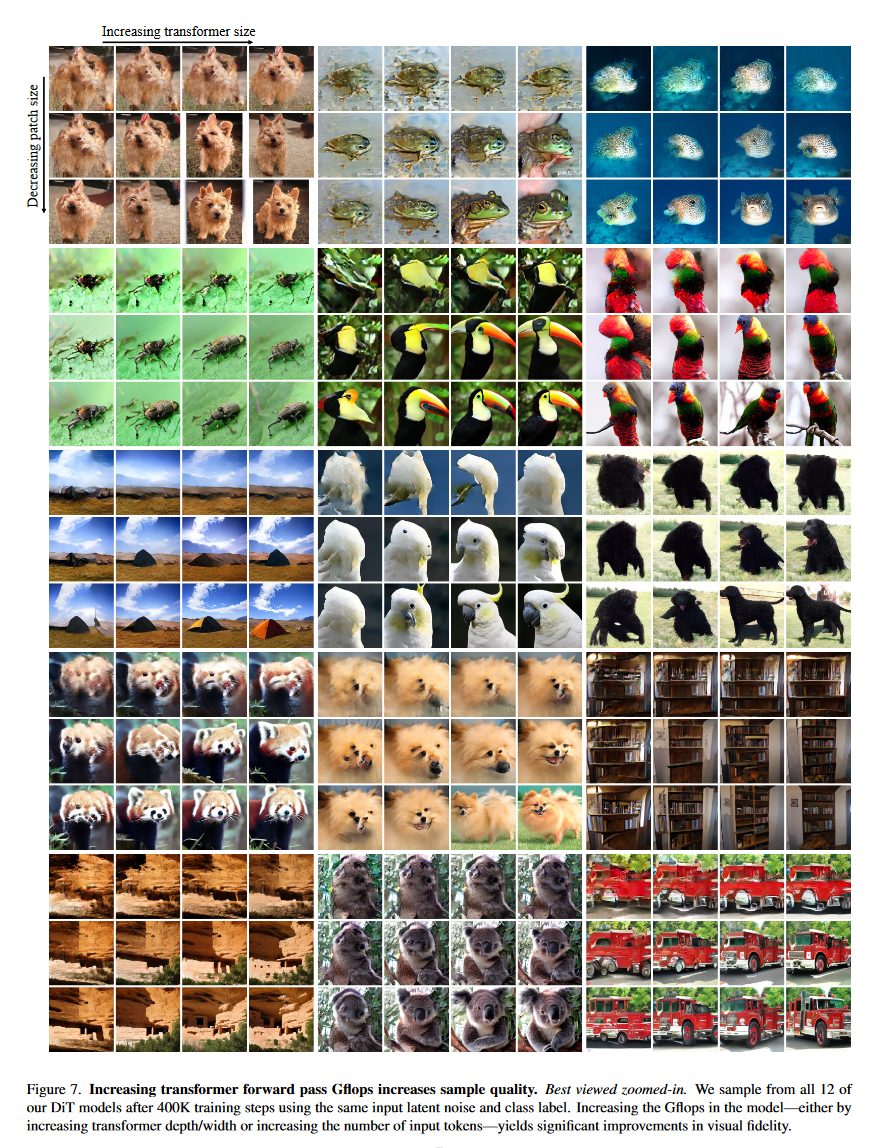 Increasing transformer size
Decreasing patch size
Figure 7. Increasing transformer forward pass Gflops increases sample quality. Best viewed zoomed-in. We sample from all 12 of
our DiT models after 400K training steps using the same input latent noise and class label. Increasing the Gflops in the model—either by
increasing transformer depth/width or increasing the number of input tokens—yields significant improvements in visual fidelity.